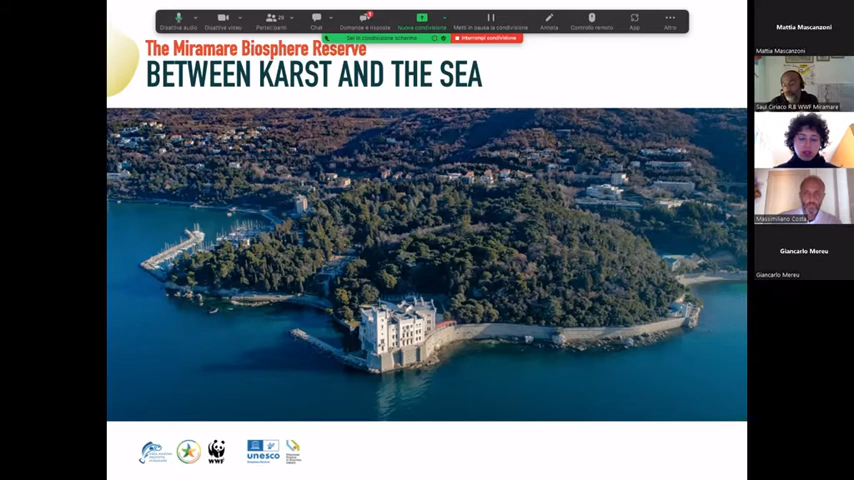 Disattiva audio
Disattiva video
Partecipanti
Chat
Domande e risposte
Nuova condivisione
Metti in pausa la condivisione
Annota
Controllo remoto
App
Altro
Sei in condivisione schermo
Interrompi condivisione
The Miramare Biosphere Reserve
BETWEEN KARST AND THE SEA
WWF
unesco
Mattia Mascanzoni
Mattia Mascanzoni
Saul Ciriaco R.B WWF Miramare
Massimiliano Costa
Giancarlo Mereu
Giancarlo Mereu